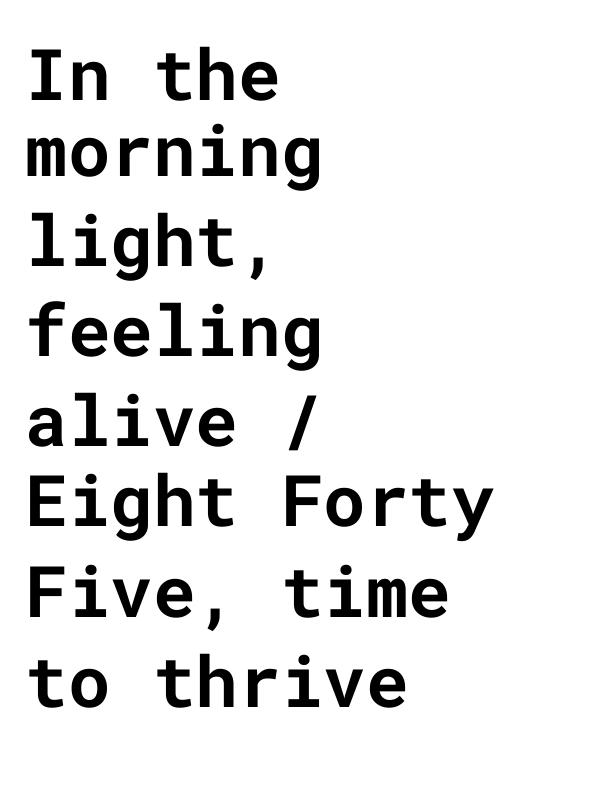 In the
morning
light,
feeling
alive /
Eight Forty
Five, time
to thrive